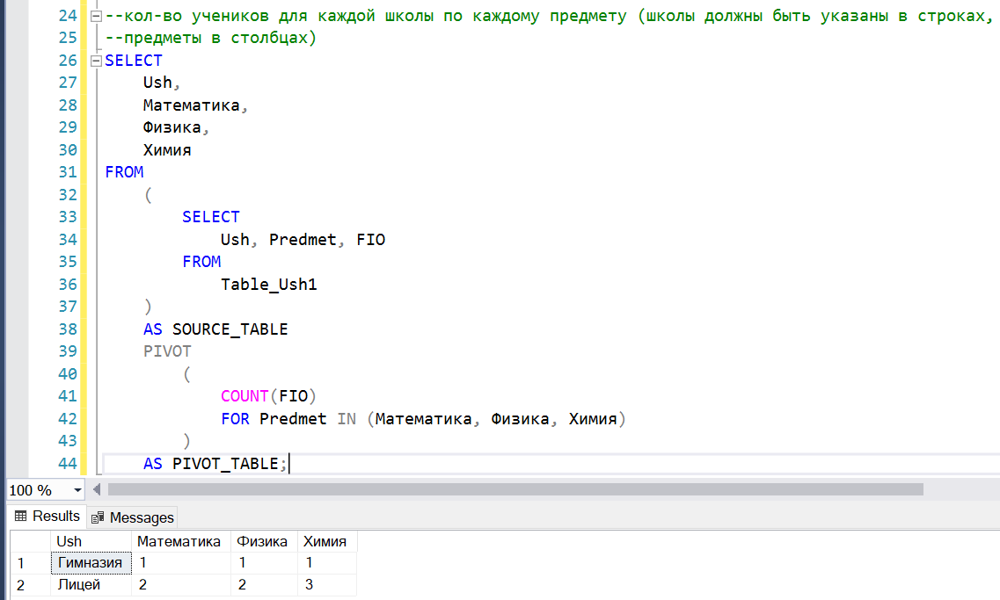 24 --кол-во учеников для каждой школы по каждому предмету (школы должны быть указаны в строках,
25 --предметы в столбцах)
26 SELECT
27 Ush,
28 Математика,
29 Физика,
30 Химия
31 FROM
32 (
33 SELECT
34 Ush, Predmet, FIO
35 FROM
36 Table_Ush1
37 )
38 AS SOURCE_TABLE
39 PIVOT
40 (
41 COUNT(FIO)
42 FOR Predmet IN (Математика, Физика, Химия)
43 )
44 AS PIVOT_TABLE;
100 %
Results Messages
Ush Математика Физика Химия
1 Гимназия 1 1 1
2 Лицей 2 2 3